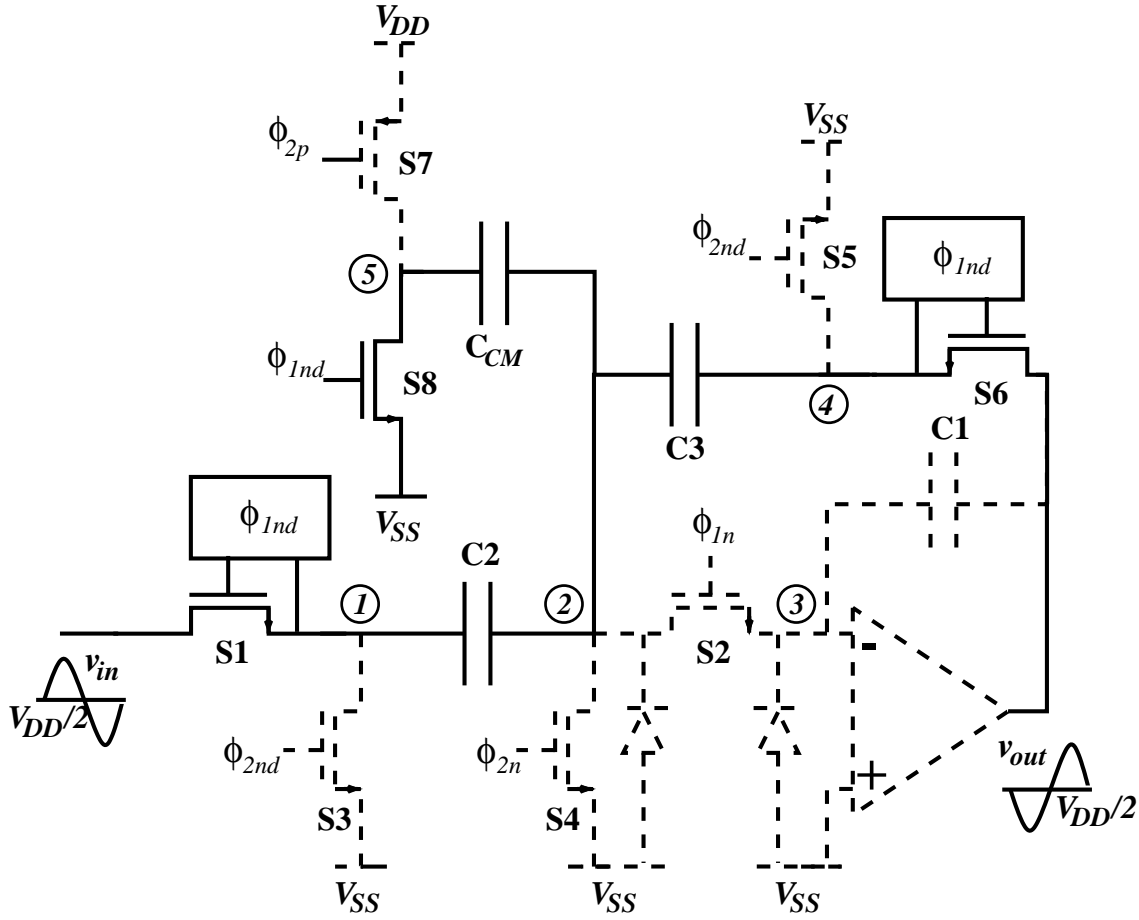 V_DD
ϕ_2p
S7
V_SS
ϕ_2nd
S5
ϕ_1nd
5
C_CM
ϕ_1nd
S8
S6
4
C3
C1
V_SS
ϕ_1nd
ϕ_1n
C2
1
2
3
S1
S2
-
v_in
V_DD/2
ϕ_2nd
ϕ_2n
+
v_out
S3
S4
V_DD/2
V_SS
V_SS
V_SS